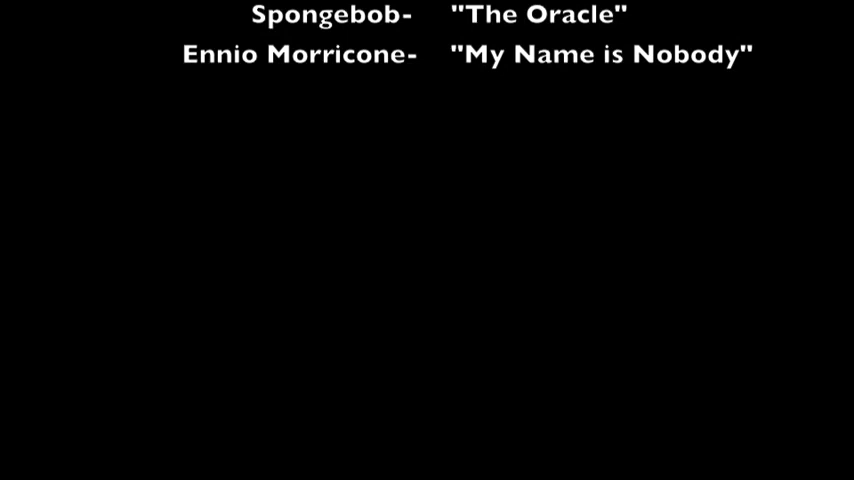 Spongebob- "The Oracle"
Ennio Morricone- "My Name is Nobody"